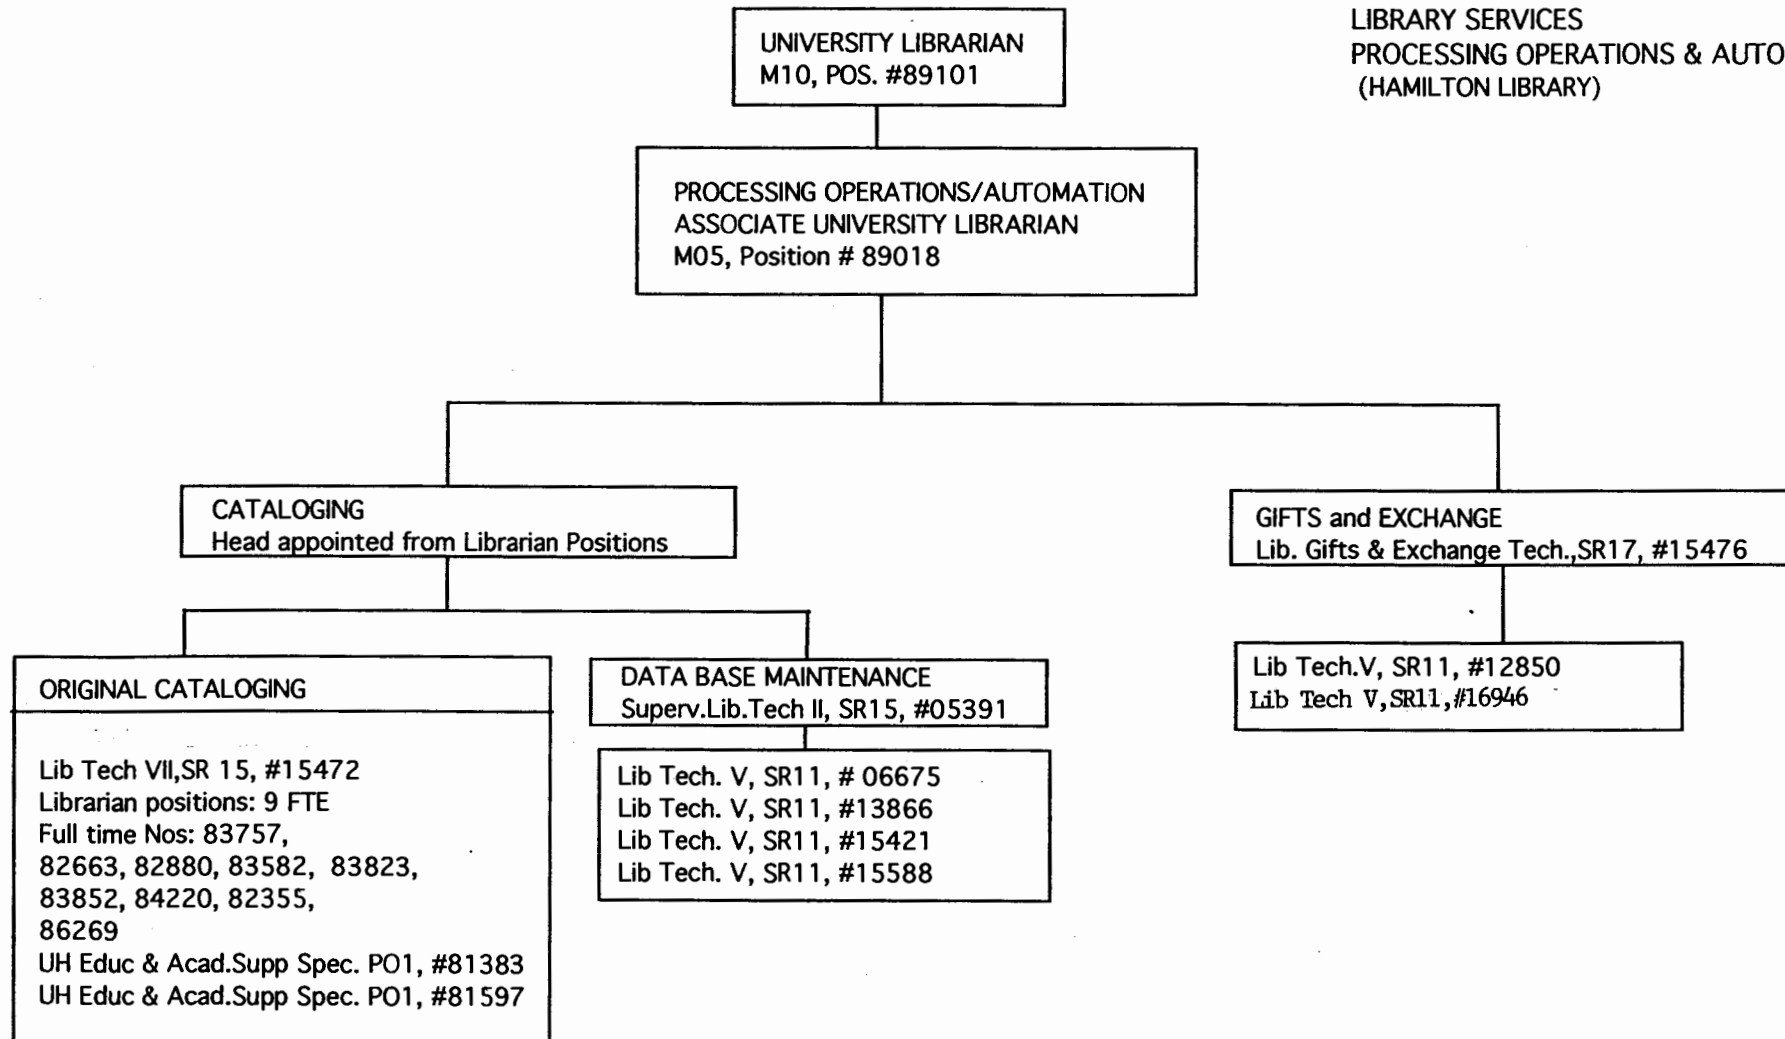 LIBRARY SERVICES
PROCESSING OPERATIONS & AUTO
(HAMILTON LIBRARY)
UNIVERSITY LIBRARIAN
M10, POS. #89101
PROCESSING OPERATIONS/AUTOMATION
ASSOCIATE UNIVERSITY LIBRARIAN
M05, Position # 89018
CATALOGING
Head appointed from Librarian Positions
GIFTS and EXCHANGE
Lib. Gifts & Exchange Tech.,SR17, #15476
ORIGINAL CATALOGING
Lib Tech VII,SR 15, #15472
Librarian positions: 9 FTE
Full time Nos: 83757,
82663, 82880, 83582, 83823,
83852, 84220, 82355,
86269
UH Educ & Acad.Supp Spec. PO1, #81383
UH Educ & Acad.Supp Spec. PO1, #81597
DATA BASE MAINTENANCE
Superv.Lib.Tech II, SR15, #05391
Lib Tech. V, SR11, # 06675
Lib Tech. V, SR11, #13866
Lib Tech. V, SR11, #15421
Lib Tech. V, SR11, #15588
Lib Tech.V, SR11, #12850
Lib Tech V,SR11,#16946